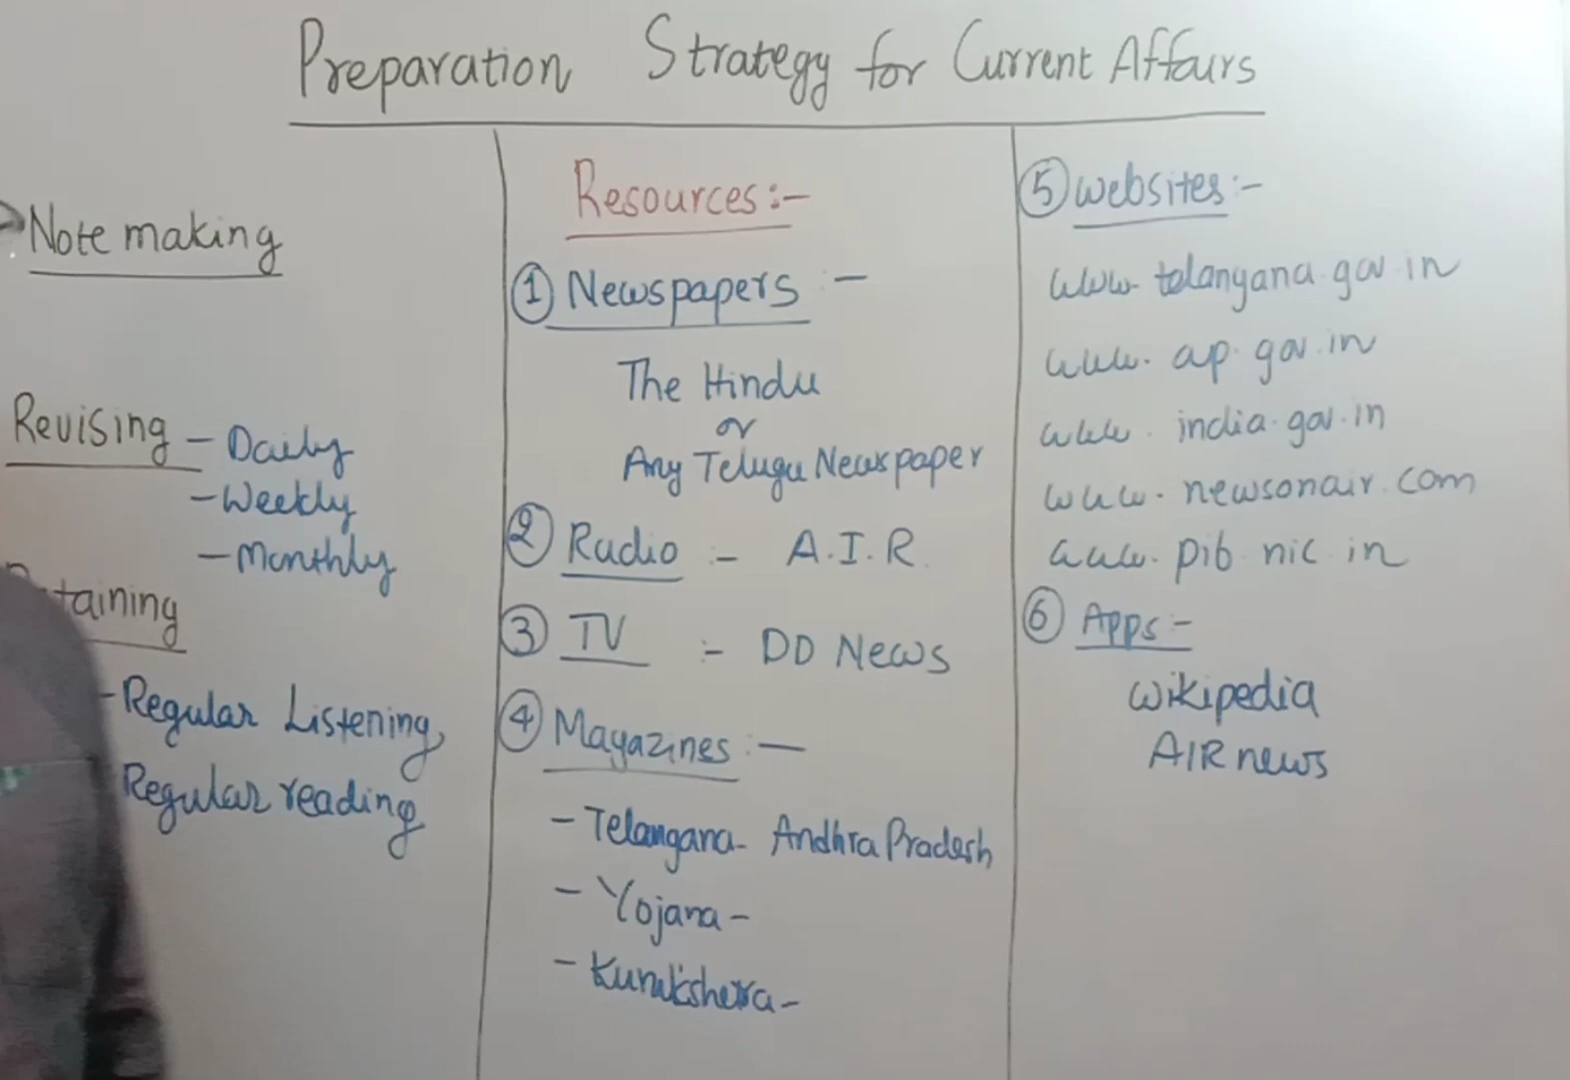 Preparation Strategy for Current Affairs
Note making
Revising - Daily
- Weekly
- Monthly
taining
- Regular Listening,
Regular reading
Resources :-
① Newspapers :-
The Hindu
or
Any Telugu Newspaper
② Radio :- A.I.R.
③ TV :- DD News
④ Magazines :-
- Telangana - Andhra Pradesh
- Yojana -
- Kurukshetra -
⑤ websites :-
www. telangana.gov.in
www. ap. gov.in
www. india.gov.in
www. newsonair.com
www. pib nic in
⑥ Apps -
Wikipedia
AIR news